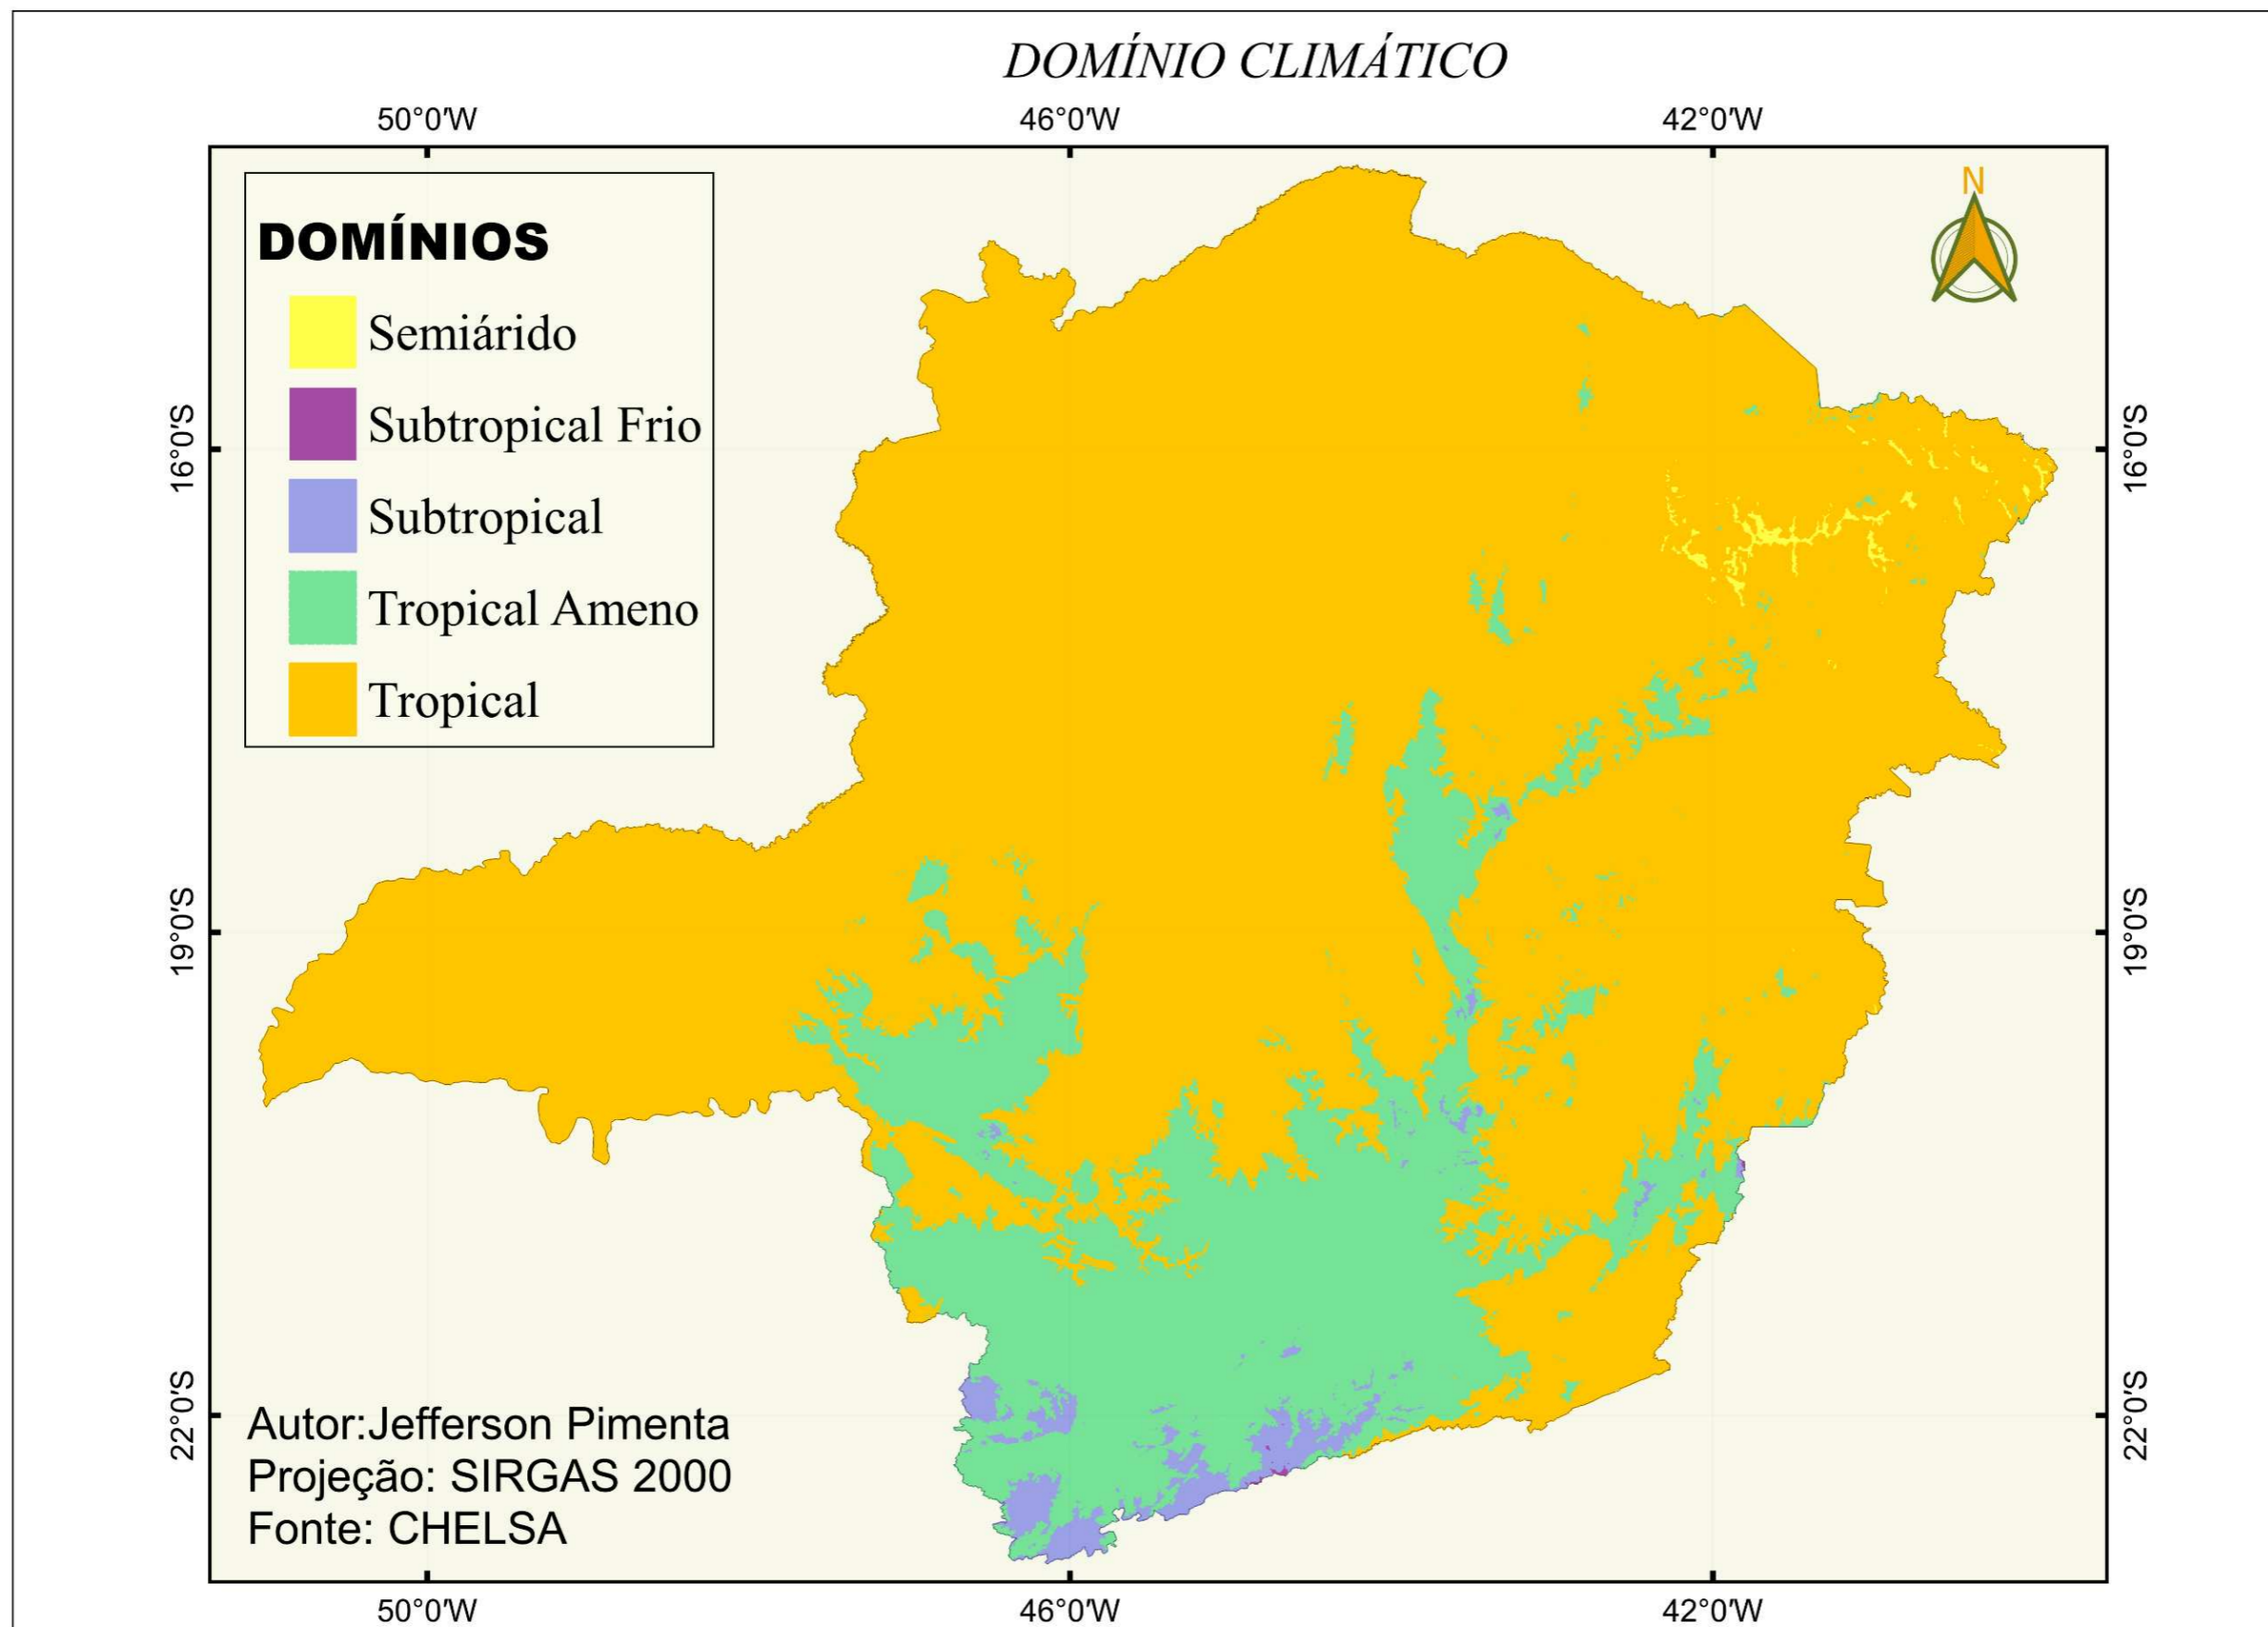 DOMÍNIO CLIMÁTICO
50°0'W
46°0'W
42°0'W
N
DOMÍNIOS
Semiárido
Subtropical Frio
Subtropical
Tropical Ameno
Tropical
16°0'S
16°0'S
19°0'S
19°0'S
22°0'S
22°0'S
Autor:Jefferson Pimenta
Projeção: SIRGAS 2000
Fonte: CHELSA
50°0'W
46°0'W
42°0'W